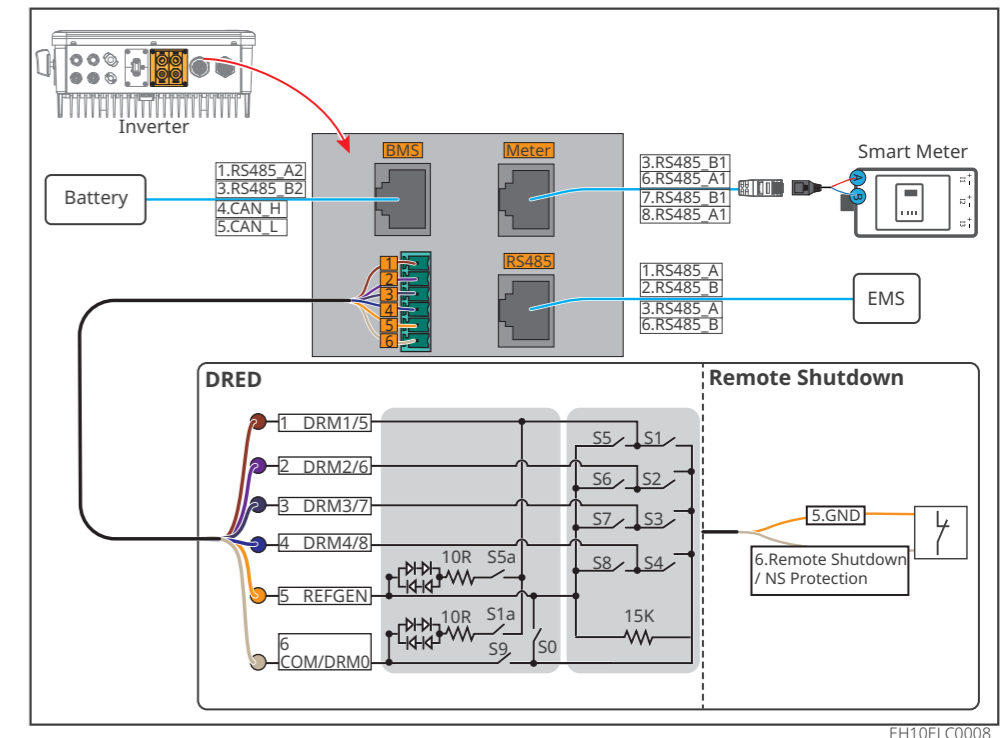 Inverter
BMS
Meter
Smart Meter
Battery
1.RS485_A2
3.RS485_B2
4.CAN_H
5.CAN_L
3.RS485_B1
6.RS485_A1
7.RS485_B1
8.RS485_A1
A
B
RS485
1.RS485_A
2.RS485_B
3.RS485_A
6.RS485_B
EMS
1
2
3
4
5
6
DRED
Remote Shutdown
1 DRM1/5
2 DRM2/6
3 DRM3/7
4 DRM4/8
5 REFGEN
6
COM/DRM0
S5
S1
S6
S2
S7
S3
S8
S4
10R
S5a
10R
S1a
S9
S0
15K
5.GND
6.Remote Shutdown
/ NS Protection
EH10ELC0008